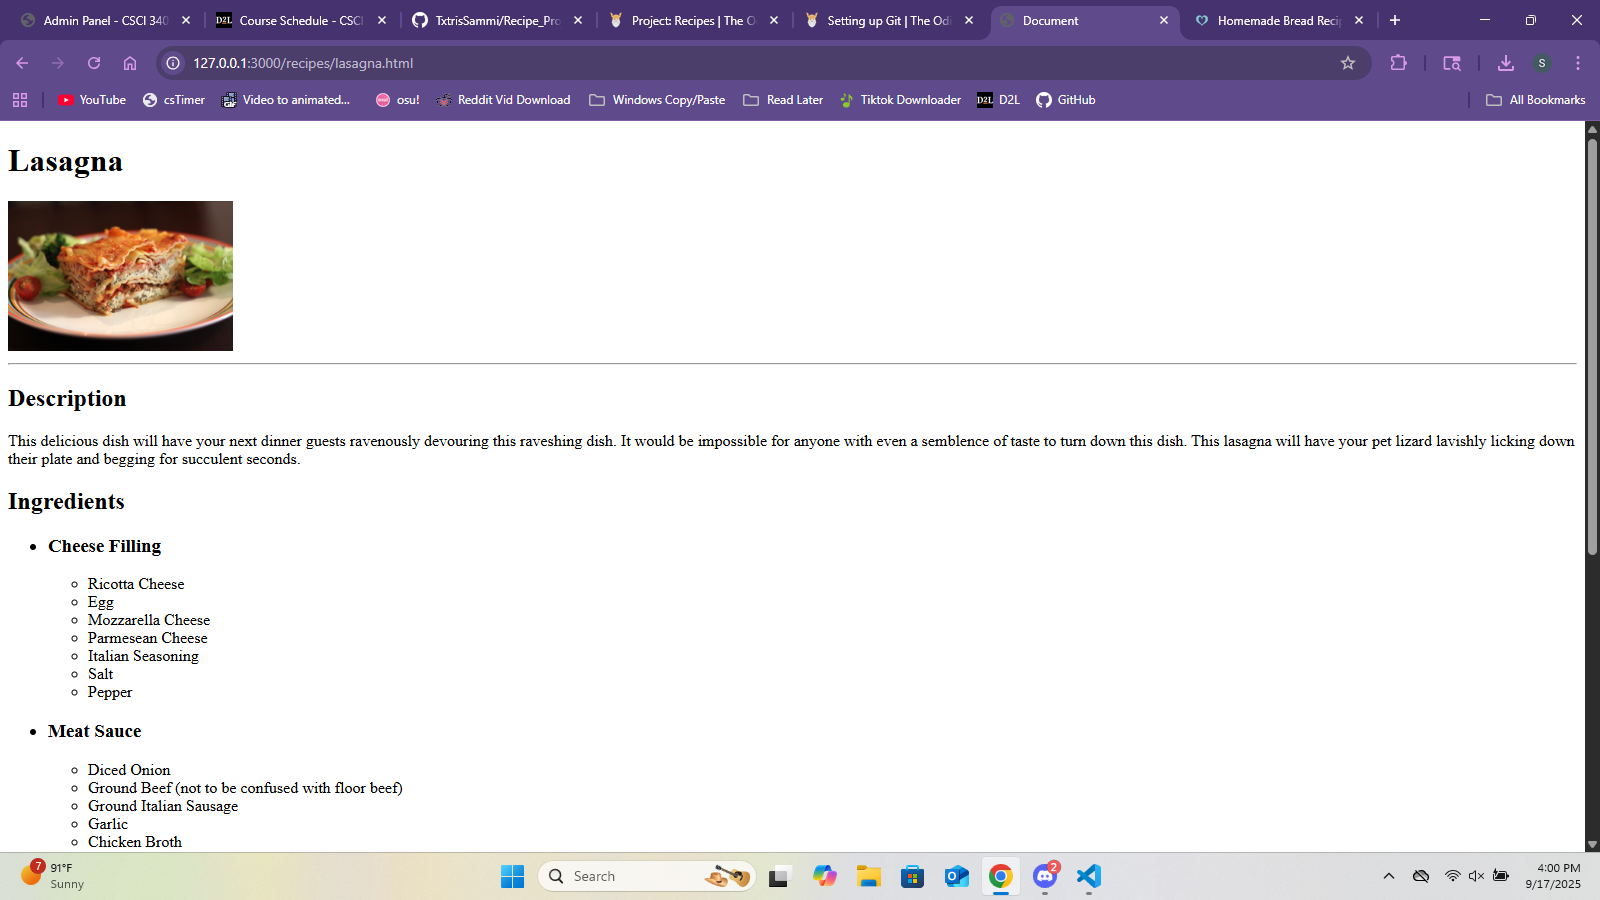 Admin Panel - CSCI 340
Course Schedule - CSCI
TxtrisSammi/Recipe_Pro
Project: Recipes | The O
Setting up Git | The Odi
Document
Homemade Bread Reci
127.0.0.1:3000/recipes/lasagna.html
S
YouTube
csTimer
Video to animated...
osu!
Reddit Vid Download
Windows Copy/Paste
Read Later
Tiktok Downloader
D2L
D2L
GitHub
All Bookmarks
Lasagna
Description
This delicious dish will have your next dinner guests ravenously devouring this raveshing dish. It would be impossible for anyone with even a semblence of taste to turn down this dish. This lasagna will have your pet lizard lavishly licking down
their plate and begging for succulent seconds.
Ingredients
Cheese Filling
Ricotta Cheese
Egg
Mozzarella Cheese
Parmesean Cheese
Italian Seasoning
Salt
Pepper
Meat Sauce
Diced Onion
Ground Beef (not to be confused with floor beef)
Ground Italian Sausage
Garlic
Chicken Broth
7
91°F
Sunny
Search
2
4:00 PM
9/17/2025